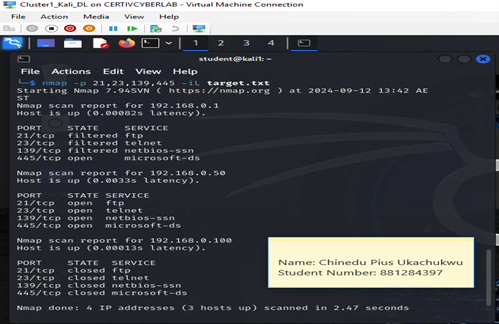 Cluster1_Kali_DL on CERTIVCYBERLAB - Virtual Machine Connection
File Action Media View Help
1 2 3 4
student@kali1: ~
File Actions Edit View Help
$ nmap -p 21,23,139,445 -iL target.txt
Starting Nmap 7.94SVN ( https://nmap.org ) at 2024-09-12 13:42 AE
ST
Nmap scan report for 192.168.0.1
Host is up (0.00082s latency).
PORT STATE SERVICE
21/tcp filtered ftp
23/tcp filtered telnet
139/tcp filtered netbios-ssn
445/tcp open microsoft-ds
Nmap scan report for 192.168.0.50
Host is up (0.0033s latency).
PORT STATE SERVICE
21/tcp open ftp
23/tcp open telnet
139/tcp open netbios-ssn
445/tcp open microsoft-ds
Nmap scan report for 192.168.0.100
Host is up (0.00013s latency).
PORT STATE SERVICE
21/tcp closed ftp
23/tcp closed telnet
139/tcp closed netbios-ssn
445/tcp closed microsoft-ds
Nmap done: 4 IP addresses (3 hosts up) scanned in 2.47 seconds
Name: Chinedu Pius Ukachukwu
Student Number: 881284397